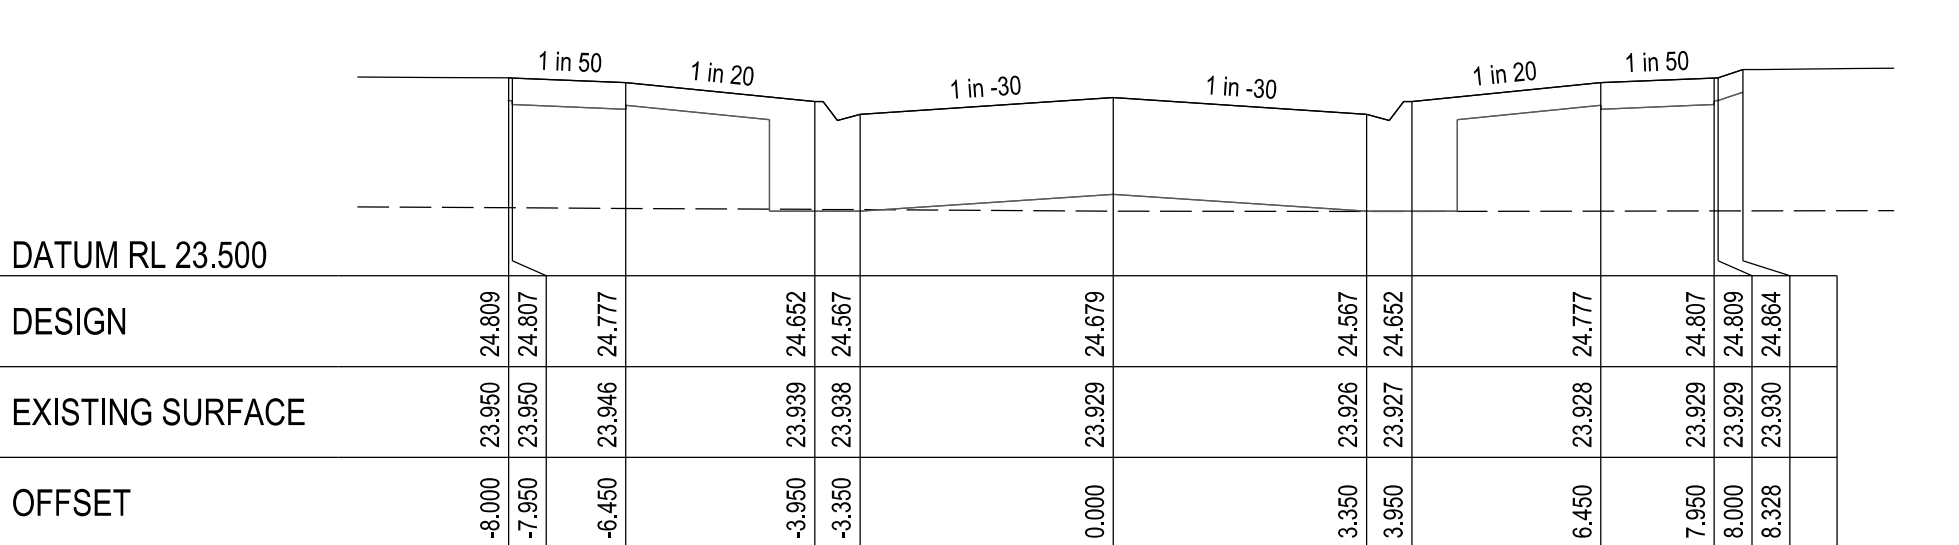 1 in 50
1 in 20
1 in -30
1 in -30
1 in 20
1 in 50
DATUM RL 23.500
DESIGN 24.809 24.807 24.777 24.652 24.567 24.679 24.567 24.652 24.777 24.807 24.809 24.864
EXISTING SURFACE 23.950 23.950 23.946 23.939 23.938 23.929 23.926 23.927 23.928 23.929 23.929 23.930
OFFSET -8.000 -7.950 -6.450 -3.950 -3.350 0.000 3.350 3.950 6.450 7.950 8.000 8.328